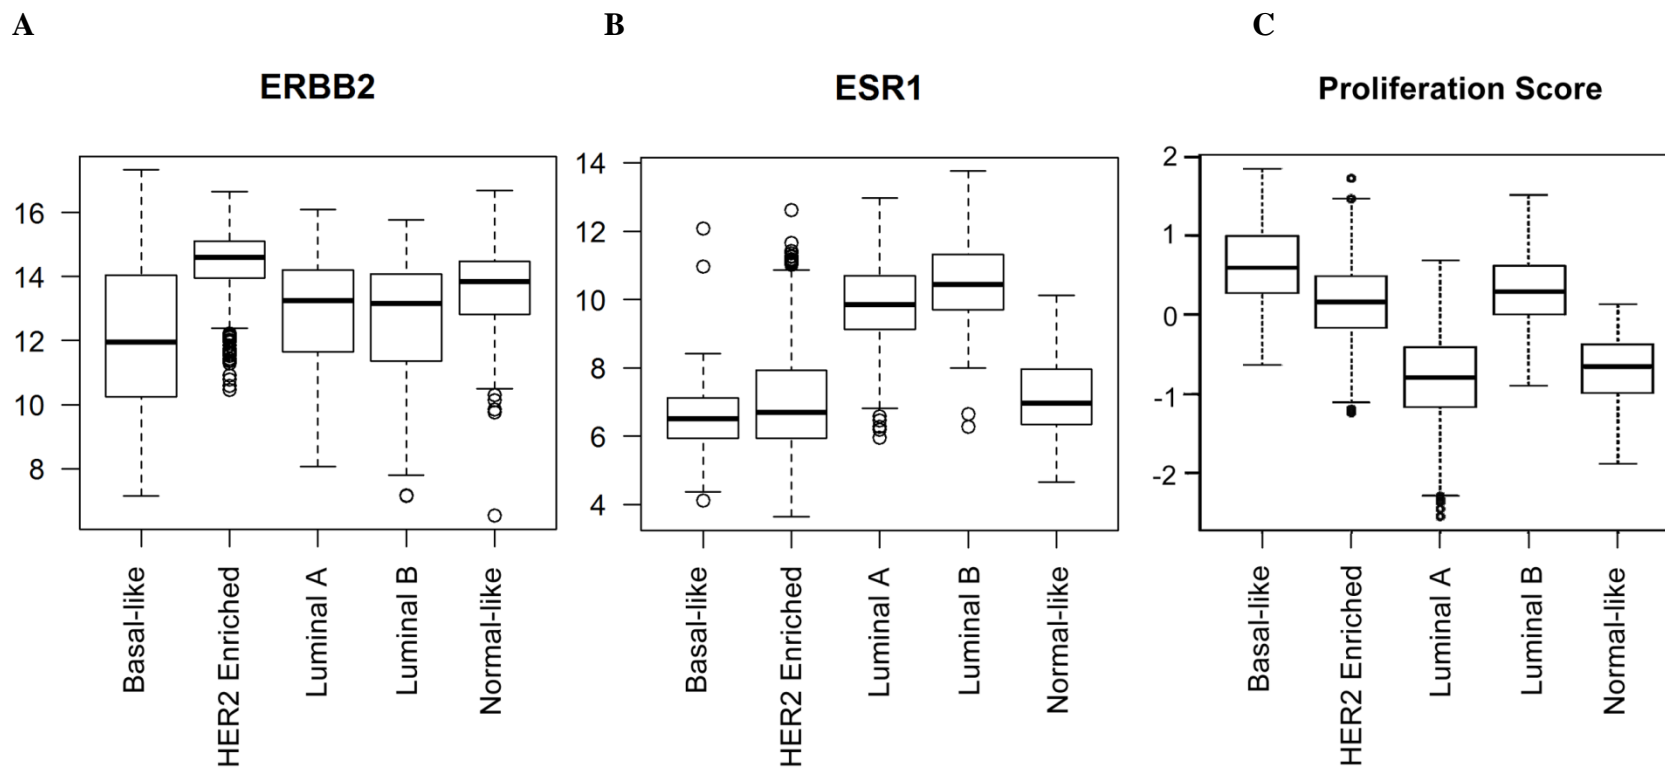 A
B
C
ERBB2
ESR1
Proliferation Score
16
14
12
10
8
14
12
10
8
6
4
2
1
0
-1
-2
Basal-like
HER2 Enriched
Luminal A
Luminal B
Normal-like
Basal-like
HER2 Enriched
Luminal A
Luminal B
Normal-like
Basal-like
HER2 Enriched
Luminal A
Luminal B
Normal-like